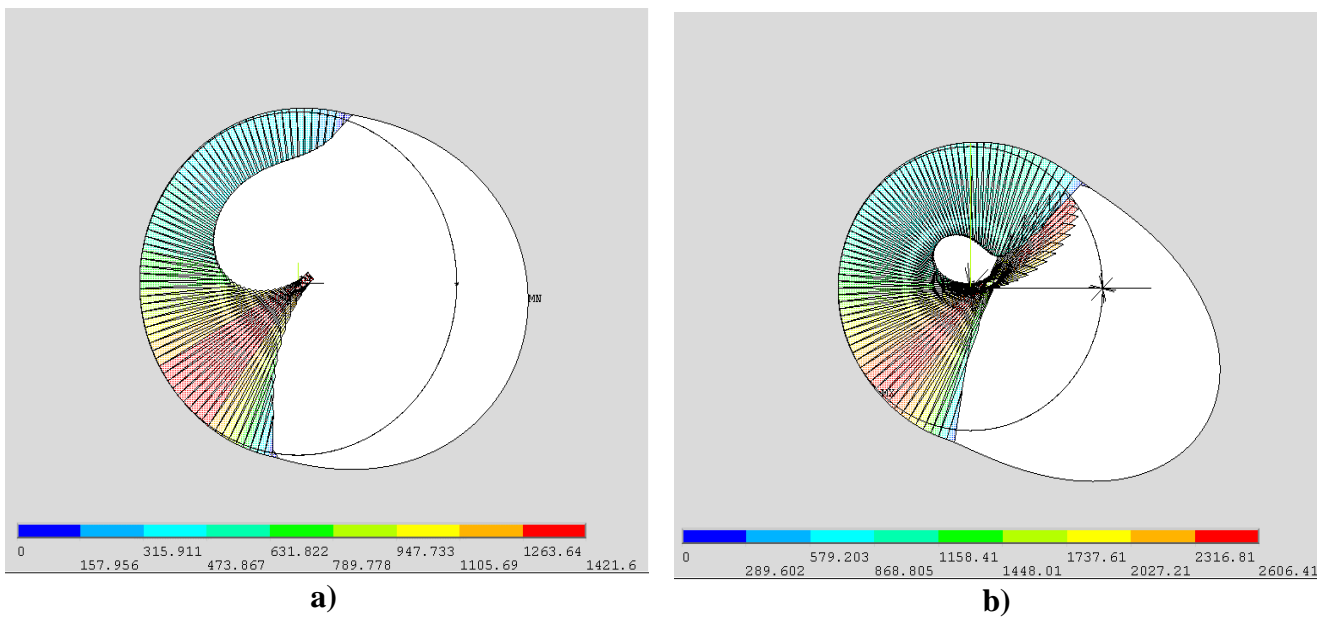 MN
0 315.911 631.822 947.733 1263.64
157.956 473.867 789.778 1105.69 1421.6
a)
MX
0 579.203 1158.41 1737.61 2316.81
289.602 868.805 1448.01 2027.21 2606.41
b)